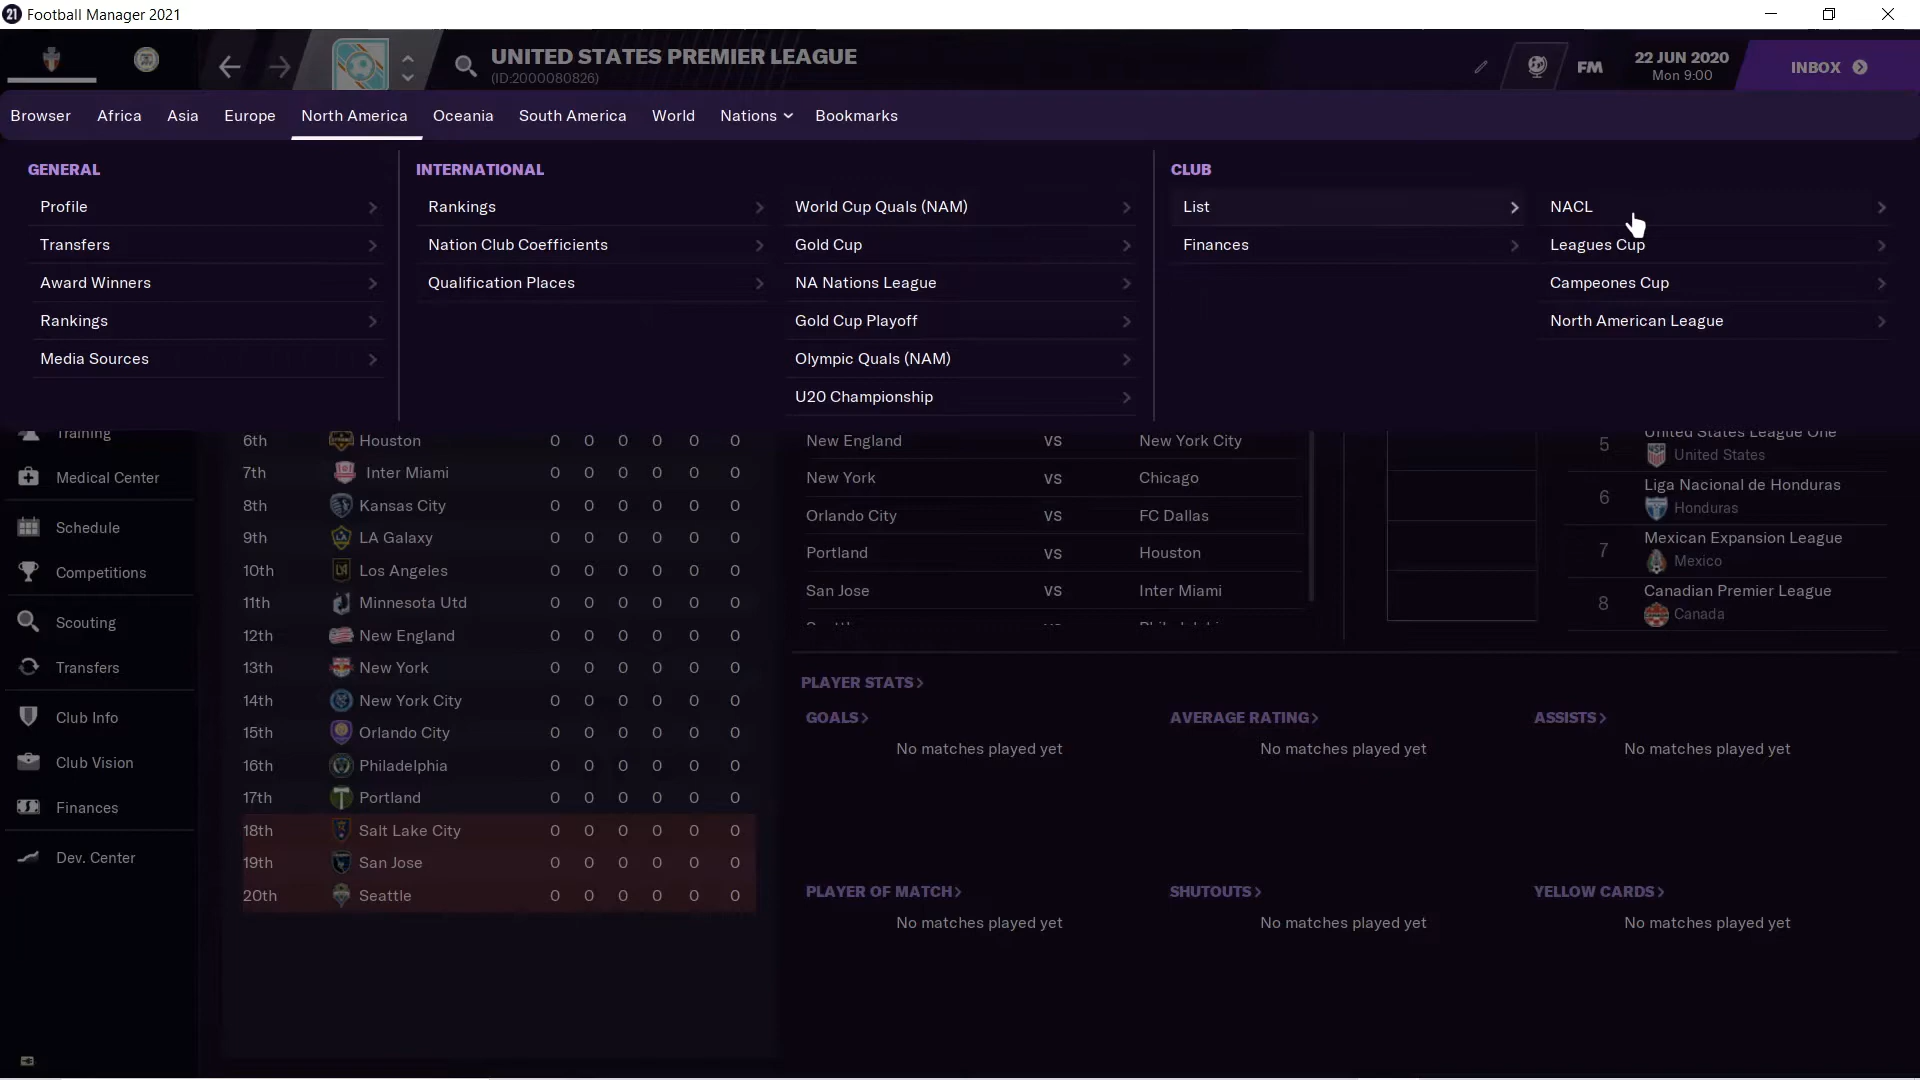 Football Manager 2021
UNITED STATES PREMIER LEAGUE
(ID:2000080826)
FM
22 JUN 2020
Mon 9:00
INBOX
Browser Africa Asia Europe North America Oceania South America World Nations Bookmarks
GENERAL
Profile
Transfers
Award Winners
Rankings
Media Sources
INTERNATIONAL
Rankings
Nation Club Coefficients
Qualification Places
World Cup Quals (NAM)
Gold Cup
NA Nations League
Gold Cup Playoff
Olympic Quals (NAM)
U20 Championship
CLUB
List
Finances
NACL
Leagues Cup
Campeones Cup
North American League
Training
Medical Center
Schedule
Competitions
Scouting
Transfers
Club Info
Club Vision
Finances
Dev. Center
6th Houston 0 0 0 0 0 0
7th Inter Miami 0 0 0 0 0 0
8th Kansas City 0 0 0 0 0 0
9th LA Galaxy 0 0 0 0 0 0
10th Los Angeles 0 0 0 0 0 0
11th Minnesota Utd 0 0 0 0 0 0
12th New England 0 0 0 0 0 0
13th New York 0 0 0 0 0 0
14th New York City 0 0 0 0 0 0
15th Orlando City 0 0 0 0 0 0
16th Philadelphia 0 0 0 0 0 0
17th Portland 0 0 0 0 0 0
18th Salt Lake City 0 0 0 0 0 0
19th San Jose 0 0 0 0 0 0
20th Seattle 0 0 0 0 0 0
New England vs New York City
New York vs Chicago
Orlando City vs FC Dallas
Portland vs Houston
San Jose vs Inter Miami
5 United States League One
United States
6 Liga Nacional de Honduras
Honduras
7 Mexican Expansion League
Mexico
8 Canadian Premier League
Canada
PLAYER STATS
GOALS
No matches played yet
AVERAGE RATING
No matches played yet
ASSISTS
No matches played yet
PLAYER OF MATCH
No matches played yet
SHUTOUTS
No matches played yet
YELLOW CARDS
No matches played yet